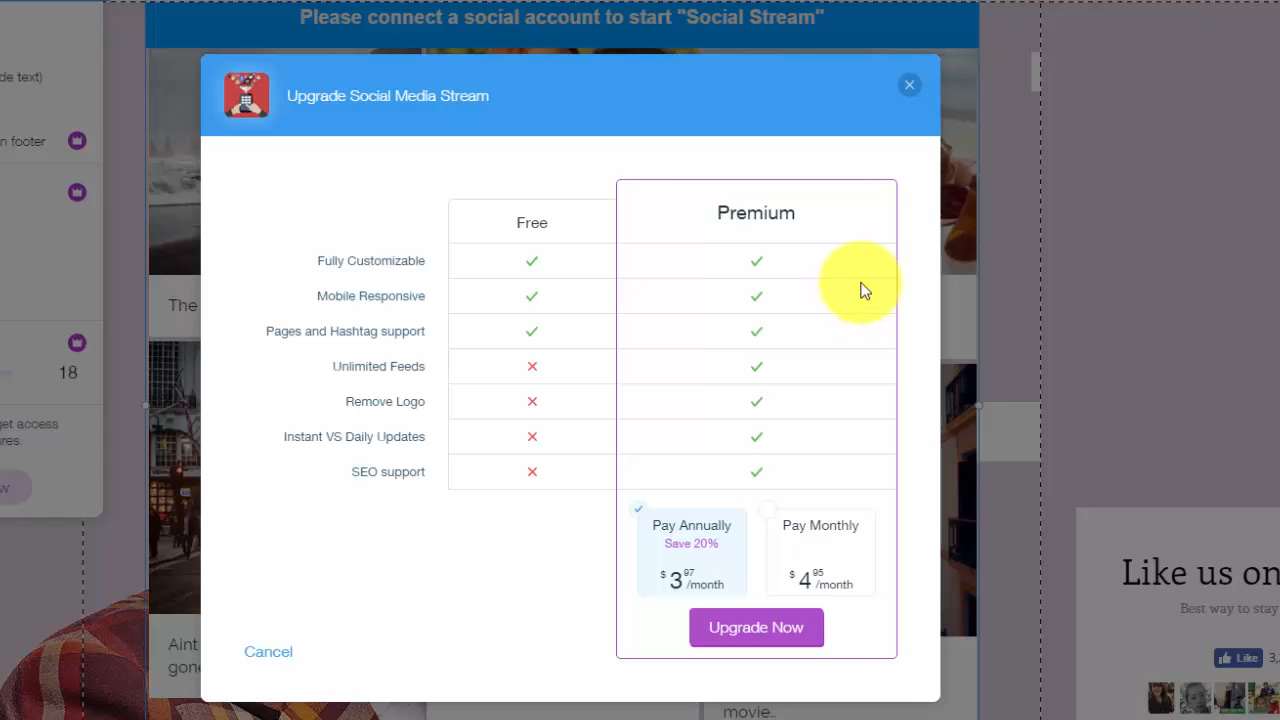 Please connect a social account to start "Social Stream"
de text)
n footer
18
get access
res.
w
Upgrade Social Media Stream
Free
Premium
Fully Customizable
Mobile Responsive
Pages and Hashtag support
Unlimited Feeds
Remove Logo
Instant VS Daily Updates
SEO support
Pay Annually
Save 20%
$ 3 97 /month
Pay Monthly
$ 4 95 /month
Upgrade Now
Cancel
The
Aint
gone
movie..
Like us on
Best way to stay
Like 3,